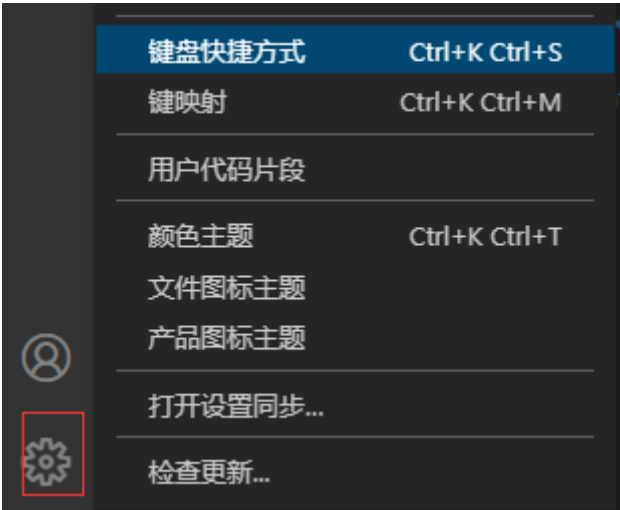 键盘快捷方式 Ctrl+K Ctrl+S
键映射 Ctrl+K Ctrl+M
用户代码片段
颜色主题 Ctrl+K Ctrl+T
文件图标主题
产品图标主题
打开设置同步...
检查更新...